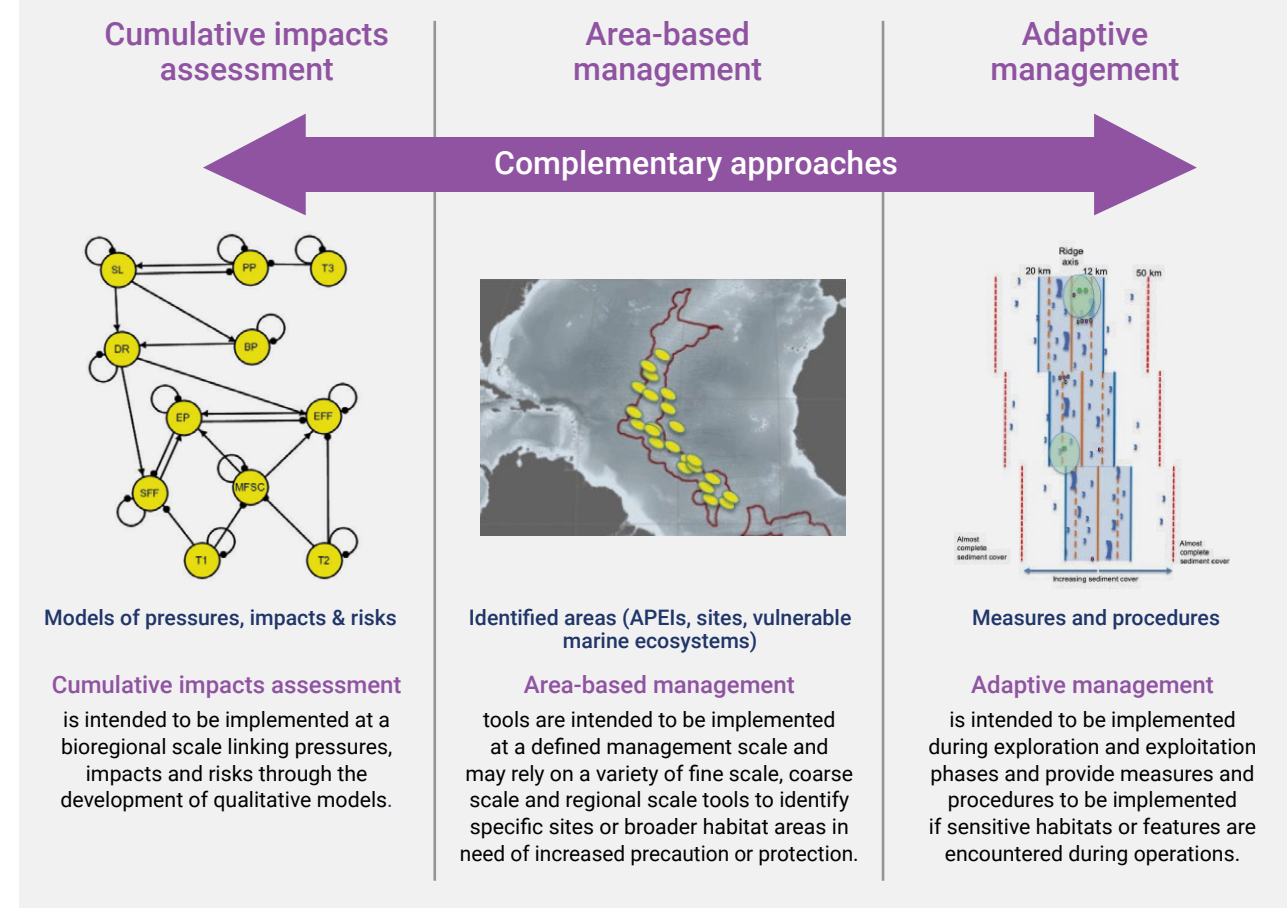 Cumulative impacts
assessment
Area-based
management
Adaptive
management
Complementary approaches
SL
PP
T3
DR
BP
EP
EFF
SFF
MFSC
T1
T2
Ridge
axis
20 km
12 km
50 km
Almost
complete
sediment cover
Almost
complete
sediment cover
Increasing sediment cover
Models of pressures, impacts & risks
Identified areas (APEIs, sites, vulnerable
marine ecosystems)
Measures and procedures
Cumulative impacts assessment
is intended to be implemented at a
bioregional scale linking pressures,
impacts and risks through the
development of qualitative models.
Area-based management
tools are intended to be implemented
at a defined management scale and
may rely on a variety of fine scale, coarse
scale and regional scale tools to identify
specific sites or broader habitat areas in
need of increased precaution or protection.
Adaptive management
is intended to be implemented
during exploration and exploitation
phases and provide measures and
procedures to be implemented
if sensitive habitats or features are
encountered during operations.